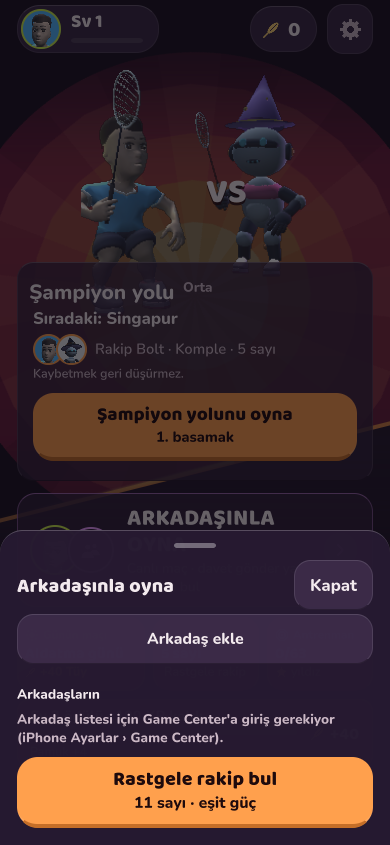 Sv 1
0
VS
Şampiyon yolu Orta
Sıradaki: Singapur
Rakip Bolt · Komple · 5 sayı
Kaybetmek geri düşürmez.
Şampiyon yolunu oyna
1. basamak
ARKADAŞINLA
Arkadaşınla oyna
Kapat
Arkadaş ekle
Arkadaşların
Arkadaş listesi için Game Center'a giriş gerekiyor
(iPhone Ayarlar › Game Center).
Rastgele rakip bul
11 sayı · eşit güç